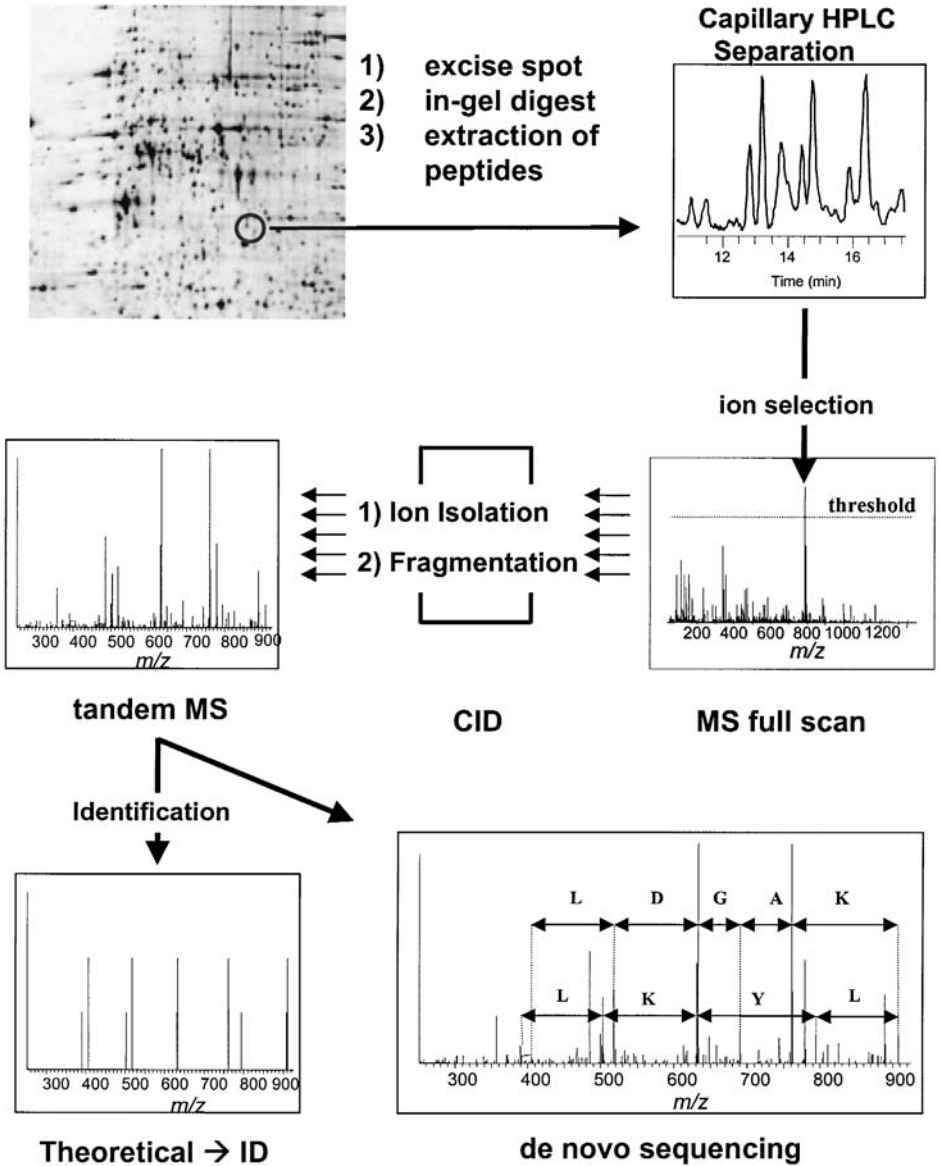 1) excise spot
2) in-gel digest
3) extraction of
peptides
Capillary HPLC
Separation
12 14 16
Time (min)
ion selection
threshold
200 400 600 800 1000 1200
m/z
MS full scan
1) Ion Isolation
2) Fragmentation
CID
300 400 500 600 700 800 900
m/z
tandem MS
Identification
300 400 500 600 700 800 900
m/z
Theoretical → ID
L D G A K
L K Y L
300 400 500 600 700 800 900
m/z
de novo sequencing